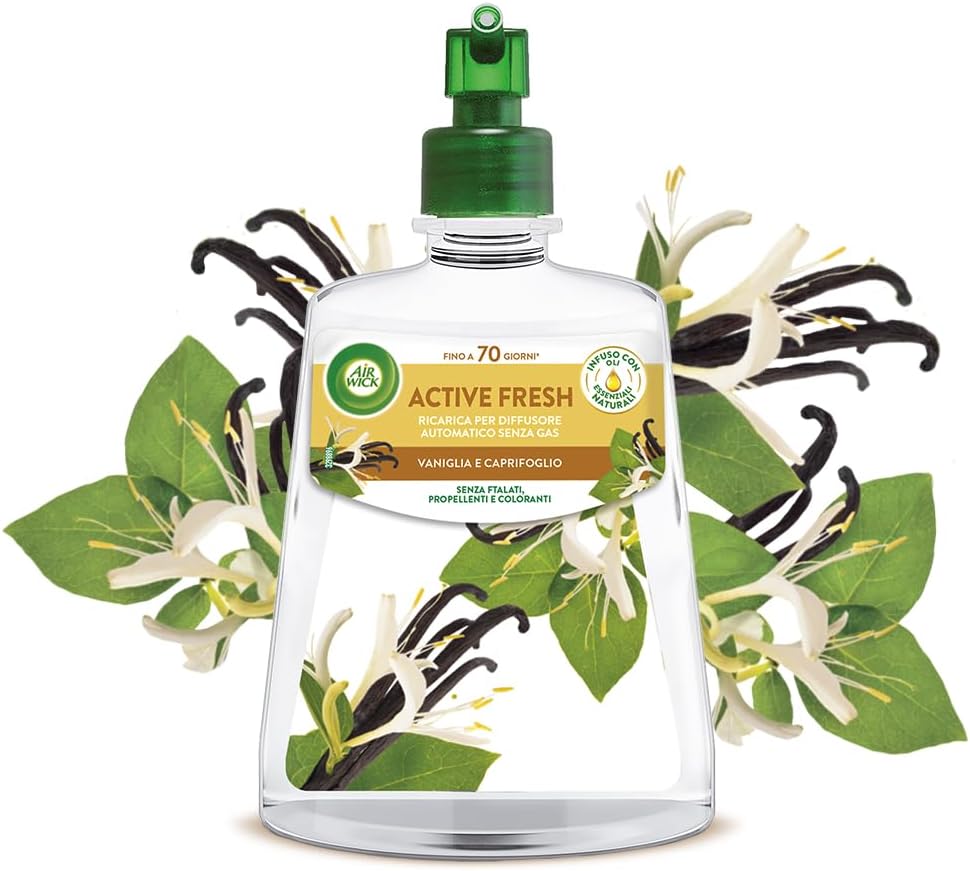 FINO A 70 GIORNI*
AIR
WICK
ACTIVE FRESH
RICARICA PER DIFFUSORE
AUTOMATICO SENZA GAS
INFUSO CON
OLI
ESSENZIALI
NATURALI
VANIGLIA E CAPRIFOGLIO
SENZA FTALATI,
PROPELLENTI E COLORANTI